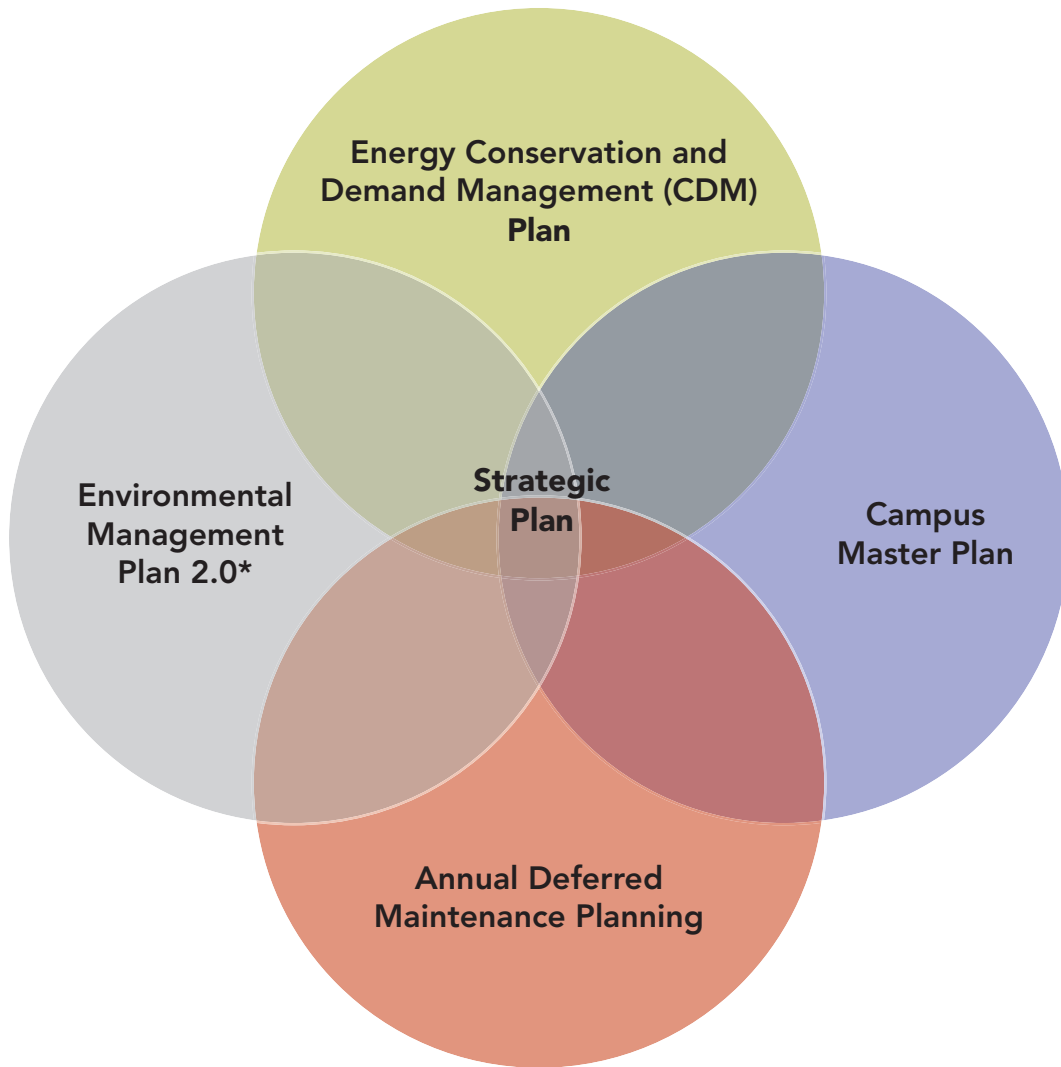 Energy Conservation and
Demand Management (CDM)
Plan
Strategic
Plan
Environmental
Management
Plan 2.0*
Campus
Master Plan
Annual Deferred
Maintenance Planning